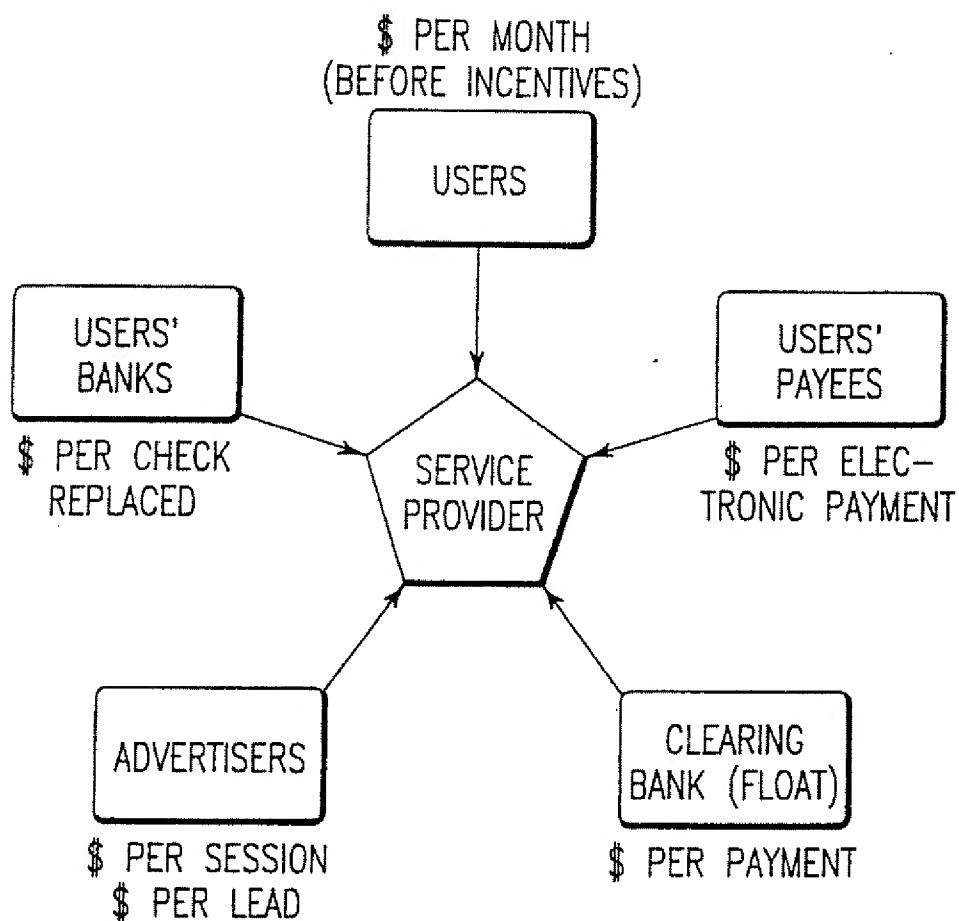 $ PER MONTH
(BEFORE INCENTIVES)
USERS
USERS'
BANKS
$ PER CHECK
REPLACED
USERS'
PAYEES
$ PER ELEC-
TRONIC PAYMENT
SERVICE
PROVIDER
ADVERTISERS
$ PER SESSION
$ PER LEAD
CLEARING
BANK (FLOAT)
$ PER PAYMENT